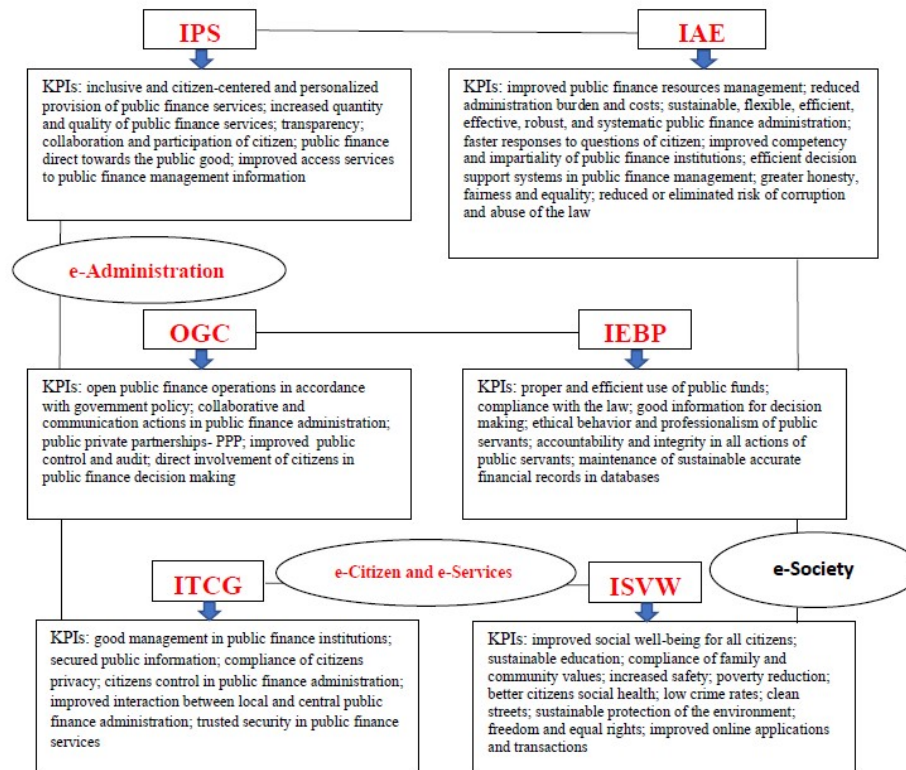 IPS
IAE
KPIs: inclusive and citizen-centered and personalized
provision of public finance services; increased quantity
and quality of public finance services; transparency;
collaboration and participation of citizen; public finance
direct towards the public good; improved access services
to public finance management information
KPIs: improved public finance resources management; reduced
administration burden and costs; sustainable, flexible, efficient,
effective, robust, and systematic public finance administration;
faster responses to questions of citizen; improved competency
and impartiality of public finance institutions; efficient decision
support systems in public finance management; greater honesty,
fairness and equality; reduced or eliminated risk of corruption
and abuse of the law
e-Administration
OGC
IEBP
KPIs: open public finance operations in accordance
with government policy; collaborative and
communication actions in public finance administration;
public private partnerships- PPP; improved public
control and audit; direct involvement of citizens in
public finance decision making
KPIs: proper and efficient use of public funds;
compliance with the law; good information for decision
making; ethical behavior and professionalism of public
servants; accountability and integrity in all actions of
public servants; maintenance of sustainable accurate
financial records in databases
e-Citizen and e-Services
e-Society
ITCG
ISVW
KPIs: good management in public finance institutions;
secured public information; compliance of citizens
privacy; citizens control in public finance administration;
improved interaction between local and central public
finance administration; trusted security in public finance
services
KPIs: improved social well-being for all citizens;
sustainable education; compliance of family and
community values; increased safety; poverty reduction;
better citizens social health; low crime rates; clean
streets; sustainable protection of the environment;
freedom and equal rights; improved online applications
and transactions